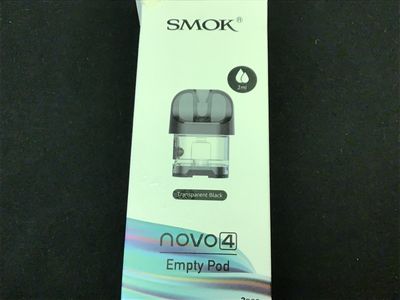 SMOK®
2ml
Transparent Black
novo4
Empty Pod